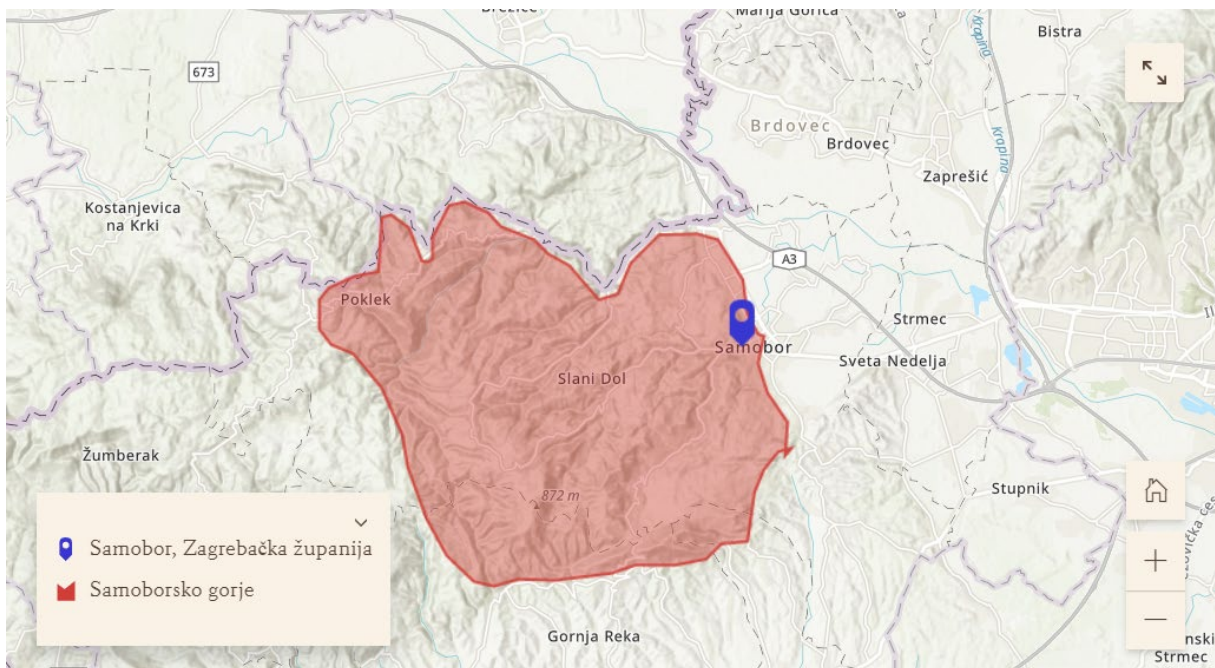 Brežice
Marija Gorica
Bistra
673
Krapina
Brdovec
Brdovec
Krapina
Zaprešić
Kostanjevica
na Krki
A3
Poklek
Strmec
Samobor
Sveta Nedelja
Slani Dol
Žumberak
872 m
Stupnik
Samobor, Zagrebačka županija
Samoborsko gorje
Gornja Reka
Strmec